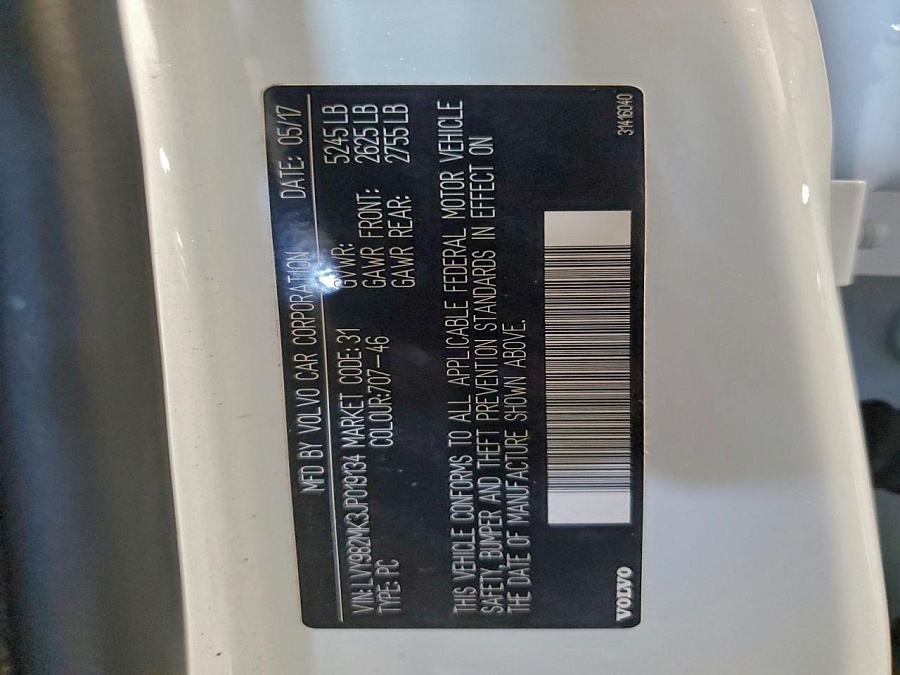 MFD BY VOLVO CAR CORPORATION DATE: 05/17
VIN: LVY982MK3JP019134 MARKET CODE: 31 GVWR: 5245 LB
TYPE: PC COLOUR:707-46 GAWR FRONT: 2625 LB
GAWR REAR: 2755 LB
THIS VEHICLE CONFORMS TO ALL APPLICABLE FEDERAL MOTOR VEHICLE
SAFETY, BUMPER AND THEFT PREVENTION STANDARDS IN EFFECT ON
THE DATE OF MANUFACTURE SHOWN ABOVE.
VOLVO 31416040